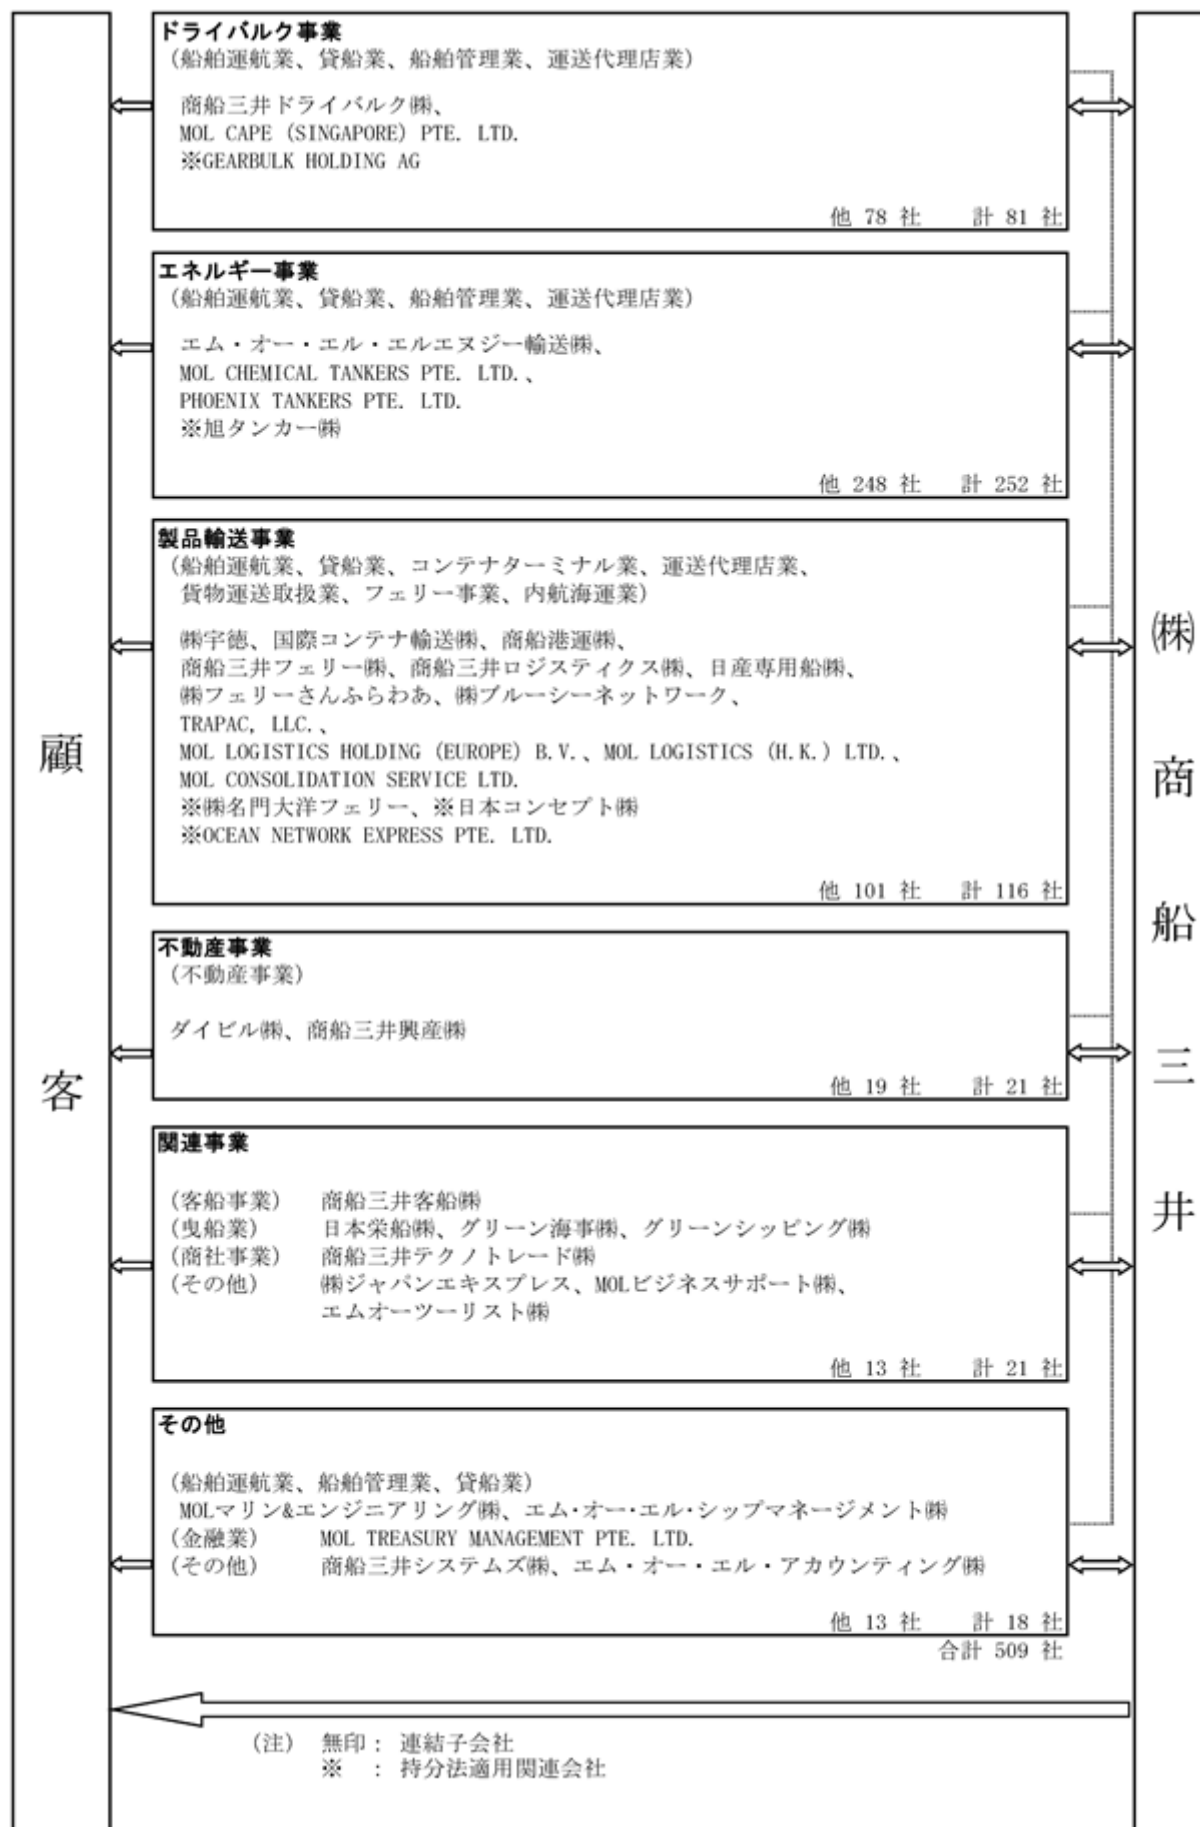 ドライバルク事業
(船舶運航業、貸船業、船舶管理業、運送代理店業)
商船三井ドライバルク㈱、
MOL CAPE (SINGAPORE) PTE. LTD.
※GEARBULK HOLDING AG
他 78 社 計 81 社
エネルギー事業
(船舶運航業、貸船業、船舶管理業、運送代理店業)
エム・オー・エル・エルエヌジー輸送㈱、
MOL CHEMICAL TANKERS PTE. LTD.、
PHOENIX TANKERS PTE. LTD.
※旭タンカー㈱
他 248 社 計 252 社
製品輸送事業
(船舶運航業、貸船業、コンテナターミナル業、運送代理店業、
貨物運送取扱業、フェリー事業、内航海運業)
㈱宇徳、国際コンテナ輸送㈱、商船港運㈱、
商船三井フェリー㈱、商船三井ロジスティクス㈱、日産専用船㈱、
㈱フェリーさんふらわあ、㈱ブルーシーネットワーク、
TRAPAC, LLC.、
MOL LOGISTICS HOLDING (EUROPE) B.V.、MOL LOGISTICS (H.K.) LTD.、
MOL CONSOLIDATION SERVICE LTD.
※㈱名門大洋フェリー、※日本コンセプト㈱
※OCEAN NETWORK EXPRESS PTE. LTD.
他 101 社 計 116 社
不動産事業
(不動産事業)
ダイビル㈱、商船三井興産㈱
他 19 社 計 21 社
関連事業
(客船事業) 商船三井客船㈱
(曳船業) 日本栄船㈱、グリーン海事㈱、グリーンシッピング㈱
(商社事業) 商船三井テクノトレード㈱
(その他) ㈱ジャパンエキスプレス、MOLビジネスサポート㈱、
エムオーツーリスト㈱
他 13 社 計 21 社
その他
(船舶運航業、船舶管理業、貸船業)
MOLマリン&エンジニアリング㈱、エム・オー・エル・シップマネージメント㈱
(金融業) MOL TREASURY MANAGEMENT PTE. LTD.
(その他) 商船三井システムズ㈱、エム・オー・エル・アカウンティング㈱
他 13 社 計 18 社
合計 509 社
(注) 無印： 連結子会社
※ ： 持分法適用関連会社
顧客
㈱商船三井